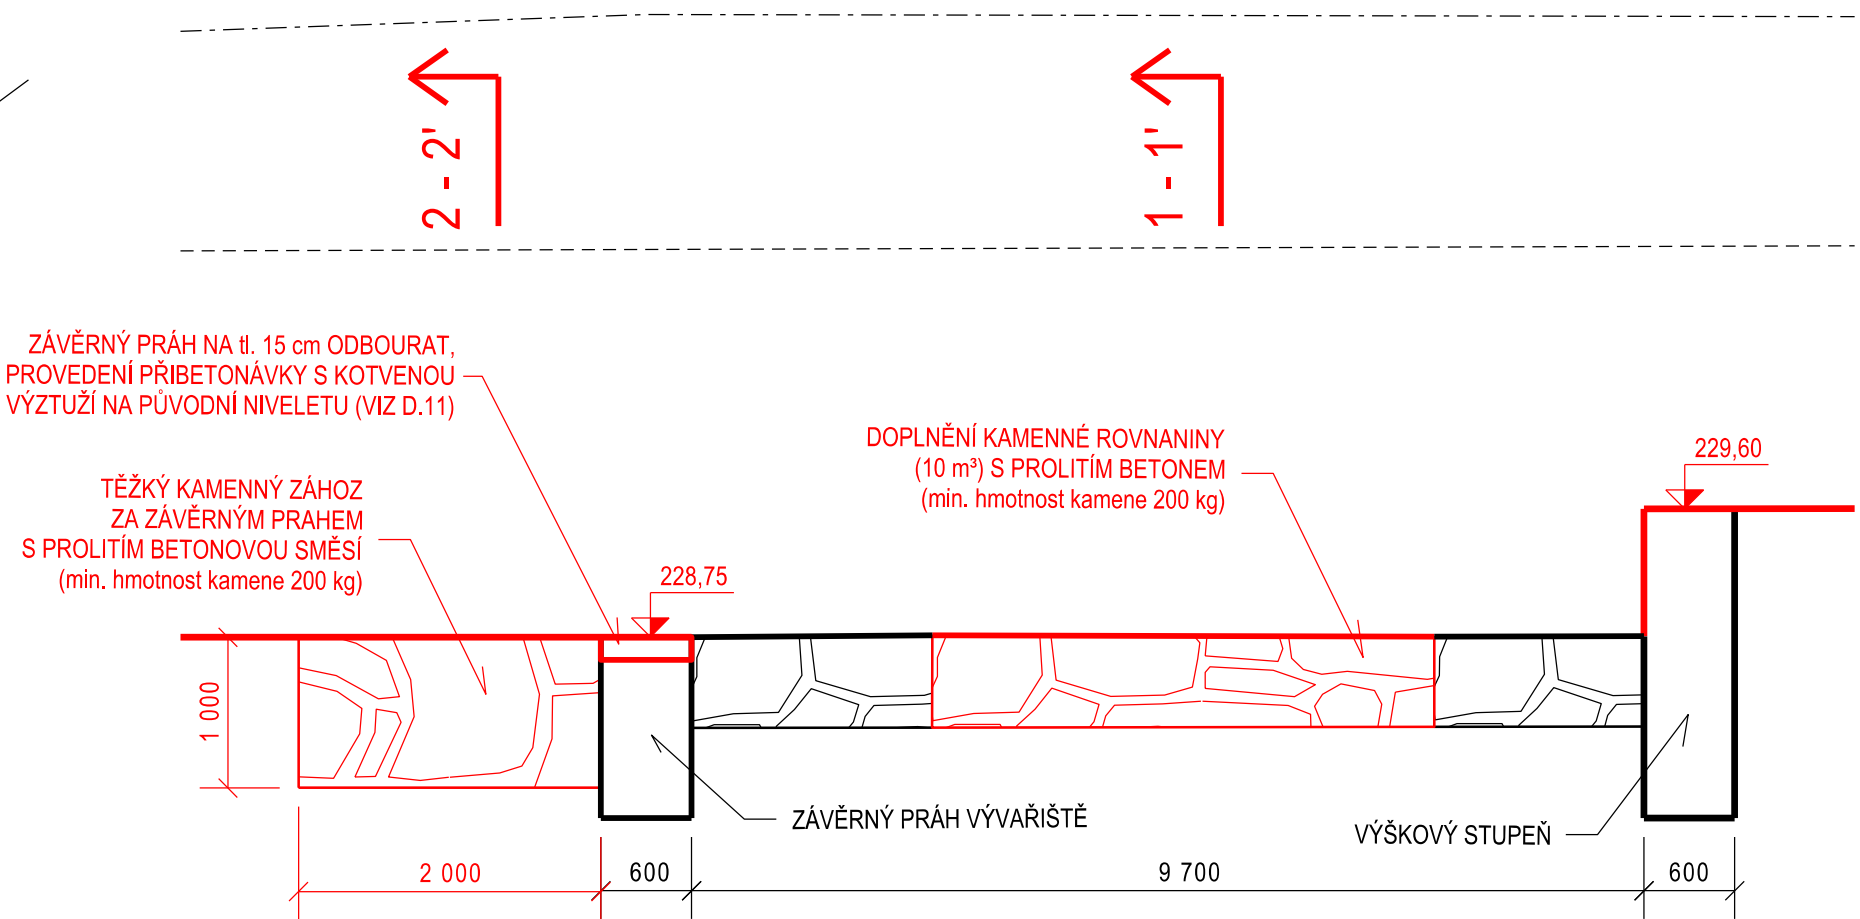 2 - 2'
1 - 1'
ZÁVĚRNÝ PRÁH NA tl. 15 cm ODBOURAT,
PROVEDENÍ PŘIBETONÁVKY S KOTVENOU
VÝZTUŽÍ NA PŮVODNÍ NIVELETU (VIZ D.11)
TĚŽKÝ KAMENNÝ ZÁHOZ
ZA ZÁVĚRNÝM PRAHEM
S PROLITÍM BETONOVOU SMĚSÍ
(min. hmotnost kamene 200 kg)
DOPLNĚNÍ KAMENNÉ ROVNANINY
(10 m³) S PROLITÍM BETONEM
(min. hmotnost kamene 200 kg)
229,60
228,75
1 000
ZÁVĚRNÝ PRÁH VÝVAŘIŠTĚ
VÝŠKOVÝ STUPEŇ
2 000
600
9 700
600